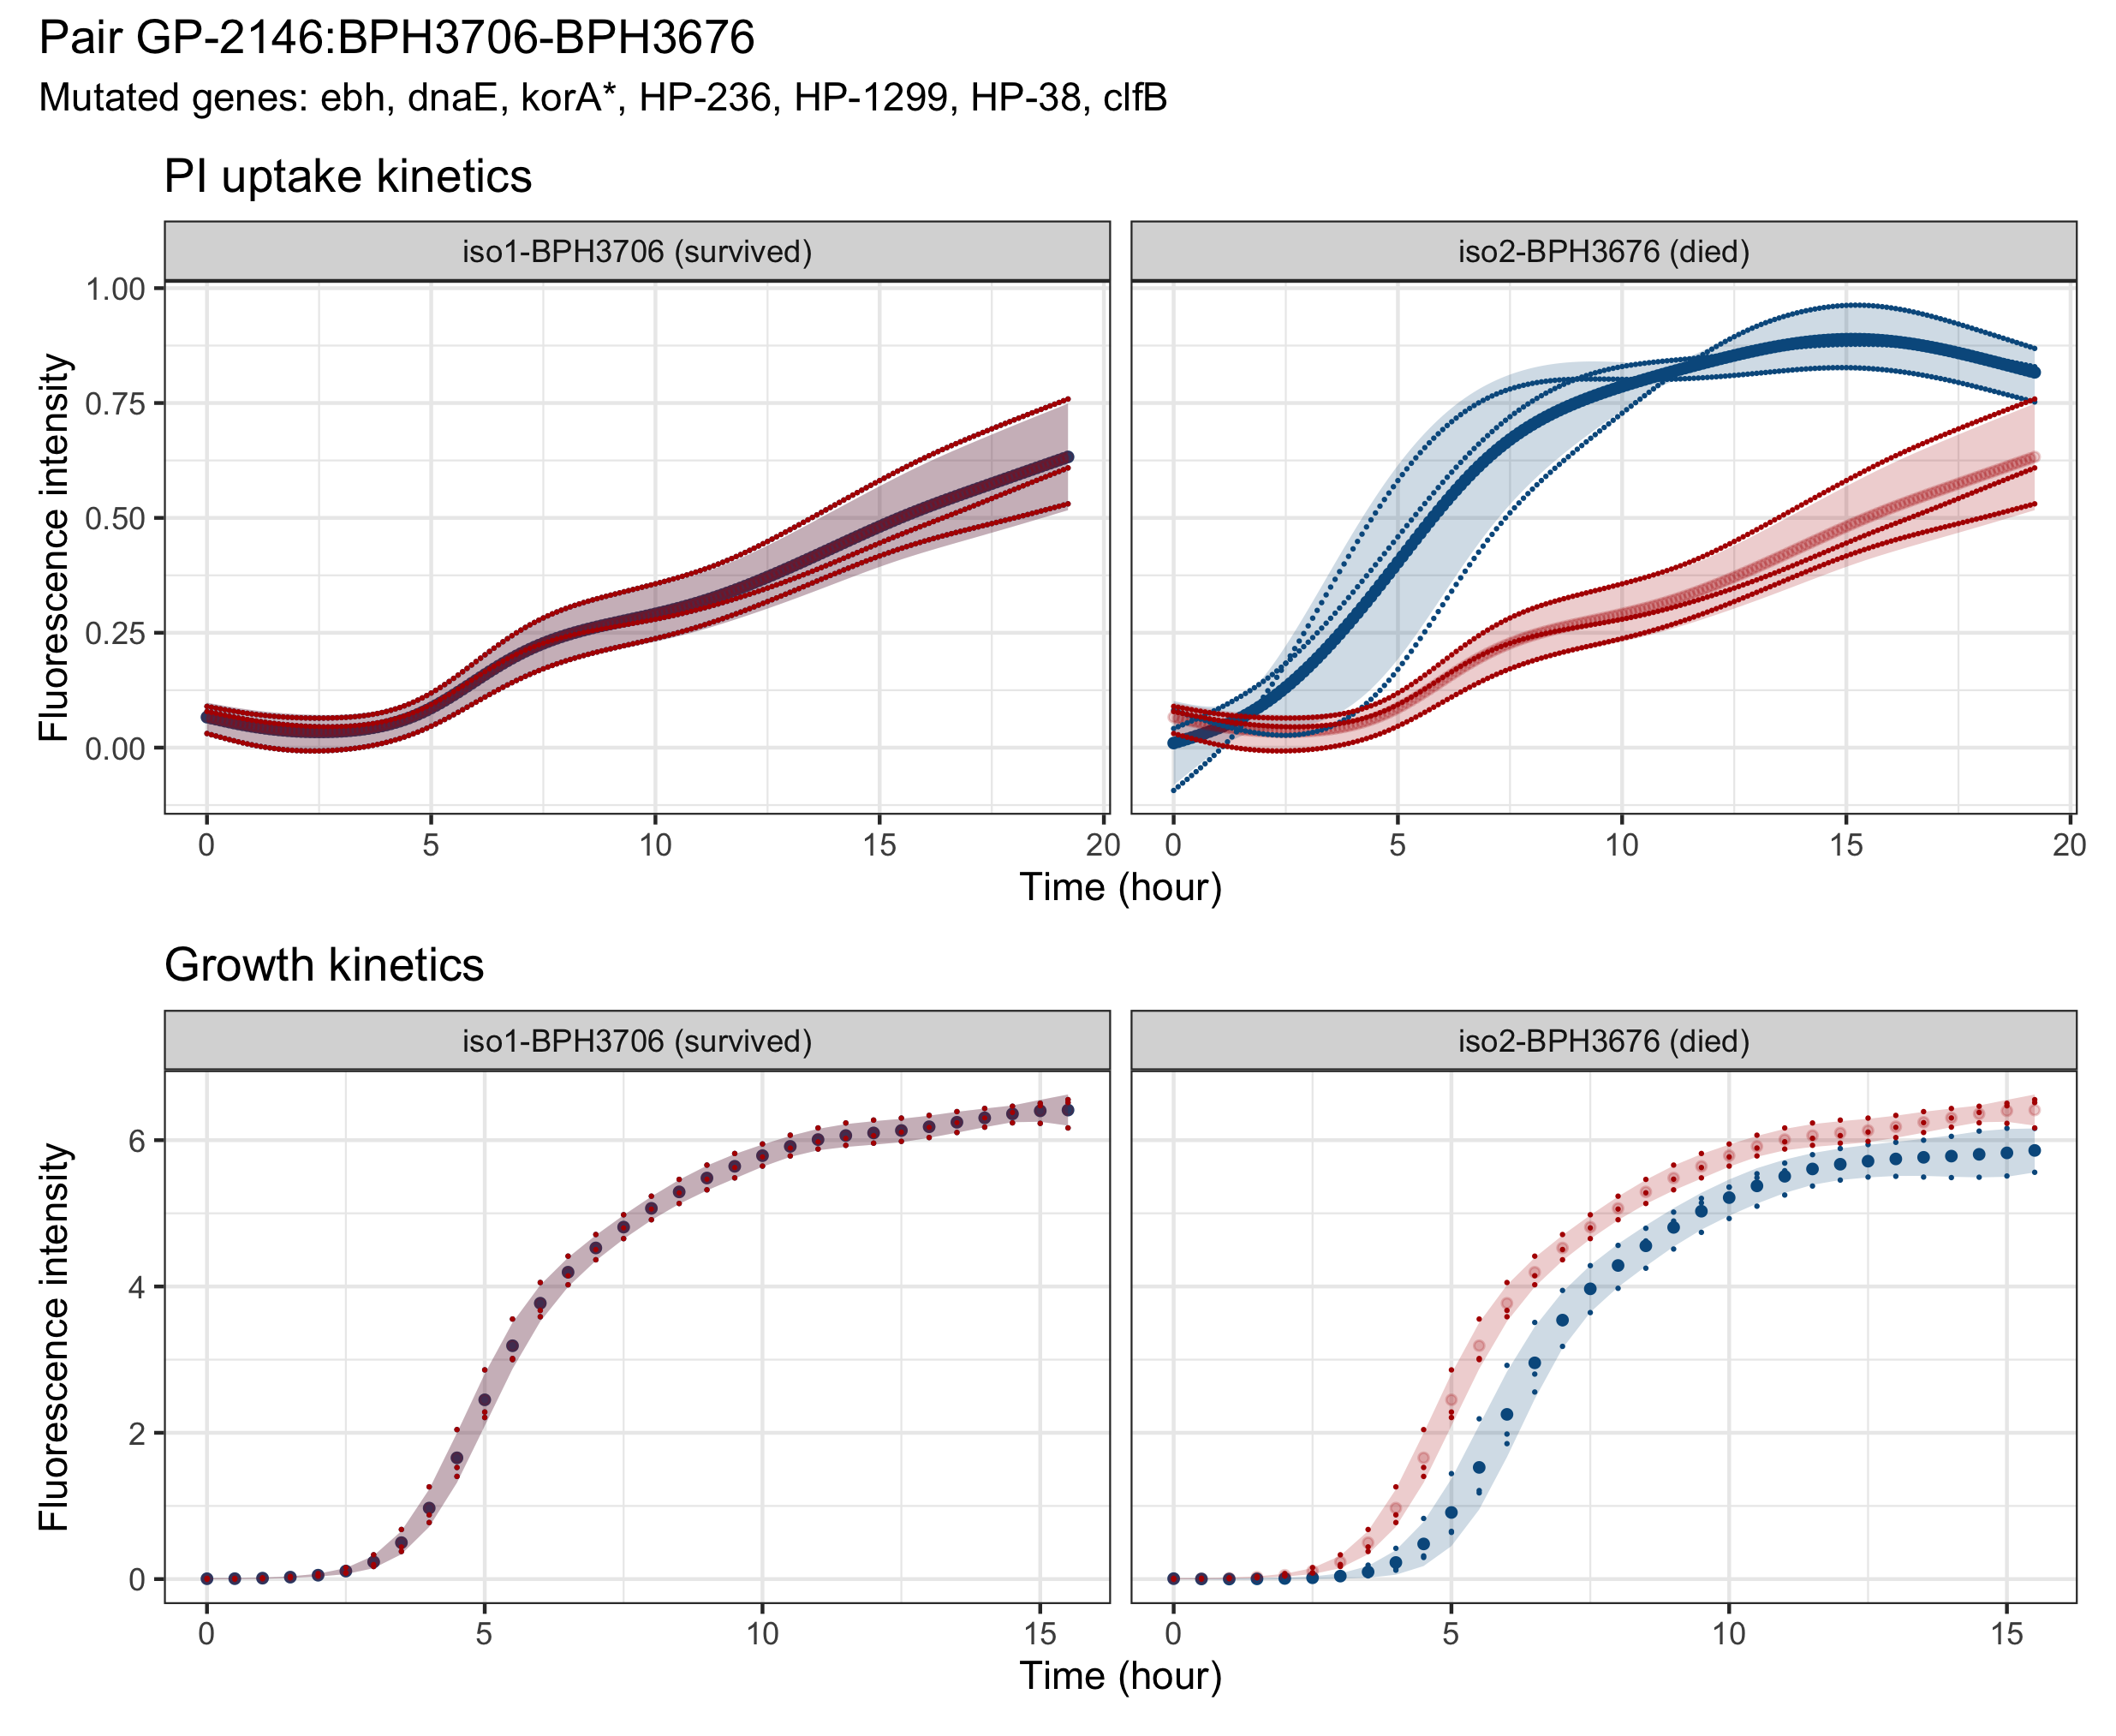 Pair GP-2146:BPH3706-BPH3676
Mutated genes: ebh, dnaE, korA*, HP-236, HP-1299, HP-38, clfB
PI uptake kinetics
iso1-BPH3706 (survived)
iso2-BPH3676 (died)
Fluorescence intensity
1.00
0.75
0.50
0.25
0.00
0 5 10 15 20
0 5 10 15 20
Time (hour)
Growth kinetics
iso1-BPH3706 (survived)
iso2-BPH3676 (died)
Fluorescence intensity
6
4
2
0
0 5 10 15
0 5 10 15
Time (hour)